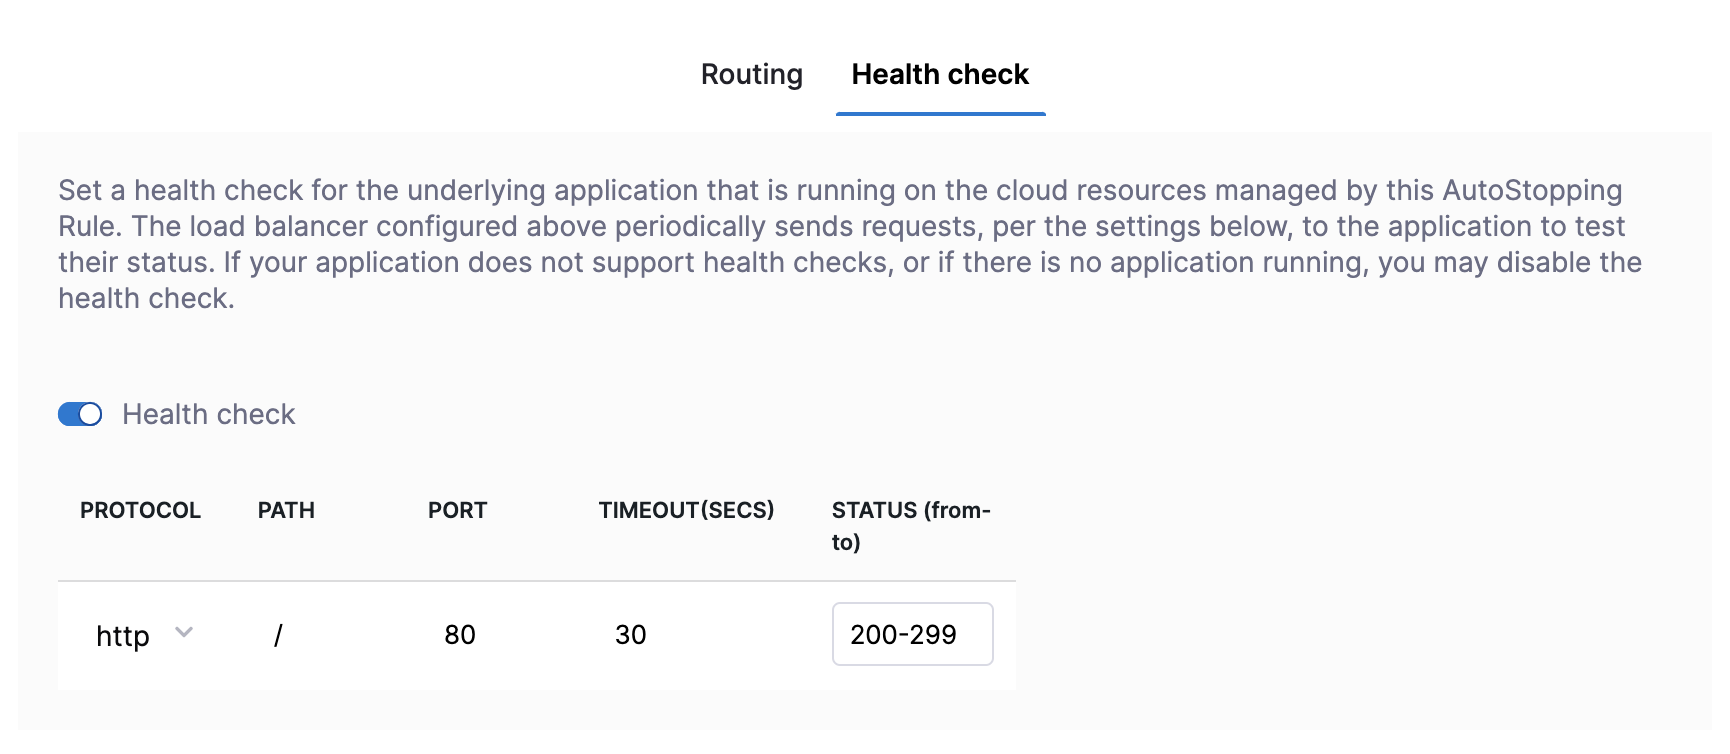 Routing Health check
Set a health check for the underlying application that is running on the cloud resources managed by this AutoStopping
Rule. The load balancer configured above periodically sends requests, per the settings below, to the application to test
their status. If your application does not support health checks, or if there is no application running, you may disable the
health check.
Health check
PROTOCOL PATH PORT TIMEOUT(SECS) STATUS (from-
to)
http / 80 30 200-299